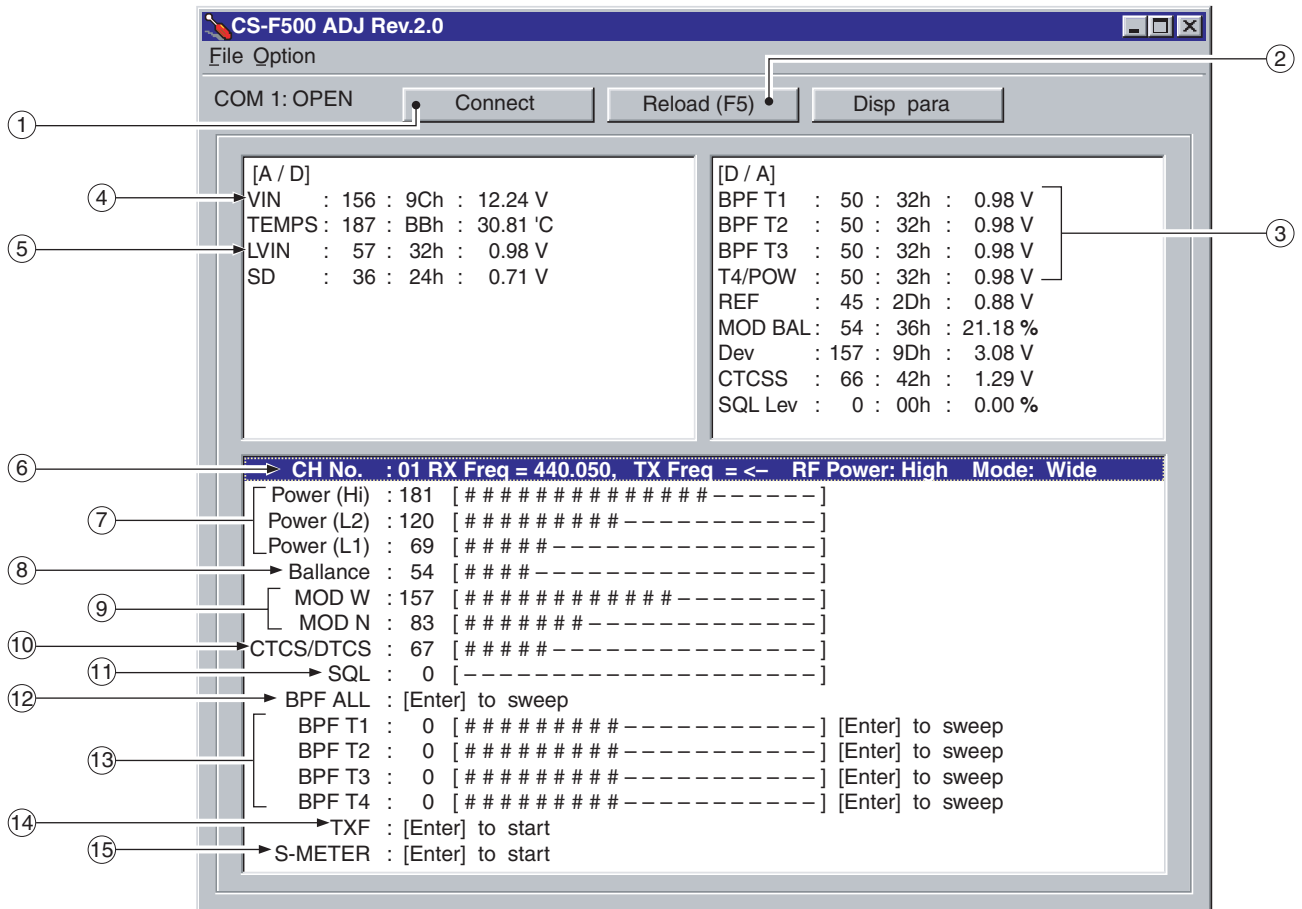 CS-F500 ADJ Rev.2.0
File Option
COM 1: OPEN Connect Reload (F5) Disp para
1
2
[A / D]
VIN : 156 : 9Ch : 12.24 V
TEMPS : 187 : BBh : 30.81 'C
LVIN : 57 : 32h : 0.98 V
SD : 36 : 24h : 0.71 V
4
5
[D / A]
BPF T1 : 50 : 32h : 0.98 V
BPF T2 : 50 : 32h : 0.98 V
BPF T3 : 50 : 32h : 0.98 V
T4/POW : 50 : 32h : 0.98 V
REF : 45 : 2Dh : 0.88 V
MOD BAL : 54 : 36h : 21.18 %
Dev : 157 : 9Dh : 3.08 V
CTCSS : 66 : 42h : 1.29 V
SQL Lev : 0 : 00h : 0.00 %
3
6 CH No. : 01 RX Freq = 440.050, TX Freq = <– RF Power: High Mode: Wide
Power (Hi) : 181 [ # # # # # # # # # # # # # # – – – – – – ]
7 Power (L2) : 120 [ # # # # # # # # # – – – – – – – – – – – ]
Power (L1) : 69 [ # # # # # – – – – – – – – – – – – – – – ]
8 Ballance : 54 [ # # # # – – – – – – – – – – – – – – – – ]
9 MOD W : 157 [ # # # # # # # # # # # # – – – – – – – – ]
MOD N : 83 [ # # # # # # # – – – – – – – – – – – – – ]
10 CTCS/DTCS : 67 [ # # # # # – – – – – – – – – – – – – – – ]
11 SQL : 0 [ – – – – – – – – – – – – – – – – – – – – ]
12 BPF ALL : [Enter] to sweep
BPF T1 : 0 [ # # # # # # # # # – – – – – – – – – – – ] [Enter] to sweep
BPF T2 : 0 [ # # # # # # # # # – – – – – – – – – – – ] [Enter] to sweep
13 BPF T3 : 0 [ # # # # # # # # # – – – – – – – – – – – ] [Enter] to sweep
BPF T4 : 0 [ # # # # # # # # # – – – – – – – – – – – ] [Enter] to sweep
14 TXF : [Enter] to start
15 S-METER : [Enter] to start